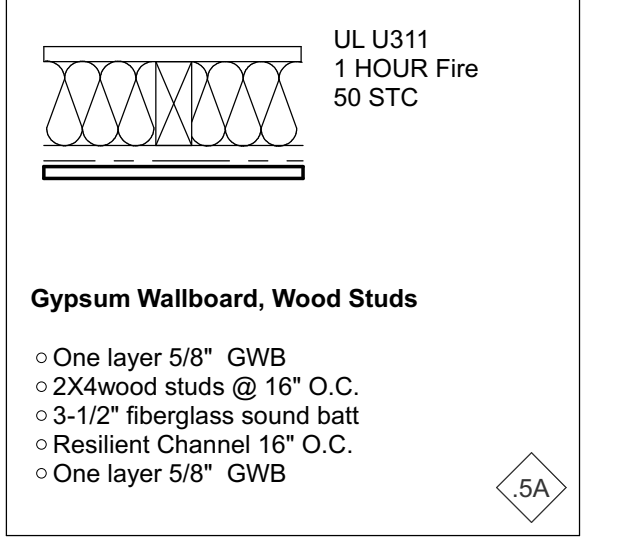 UL U311
1 HOUR Fire
50 STC
Gypsum Wallboard, Wood Studs
○ One layer 5/8"  GWB
○ 2X4wood studs @ 16" O.C.
○ 3-1/2" fiberglass sound batt
○ Resilient Channel 16" O.C.
○ One layer 5/8"  GWB
.5A